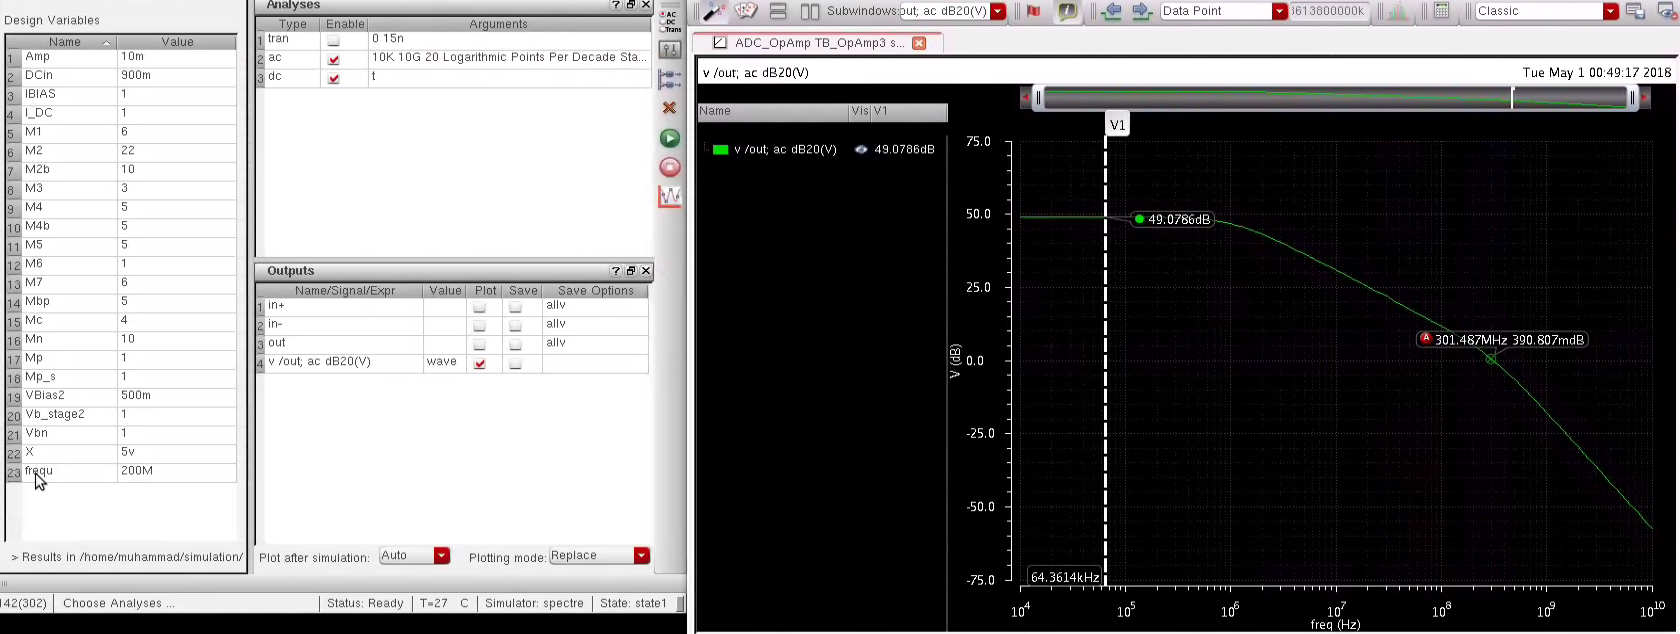 Design Variables
Name Value
1 Amp 10m
2 DCin 900m
3 IBIAS 1
4 I_DC 1
5 M1 6
6 M2 22
7 M2b 10
8 M3 3
9 M4 5
10 M4b 5
11 M5 5
12 M6 1
13 M7 6
14 Mbp 5
15 Mc 4
16 Mn 10
17 Mp 1
18 Mp_s 1
19 VBias2 500m
20 Vb_stage2 1
21 Vbn 1
22 X 5v
23 frequ 200M
> Results in /home/muhammad/simulation/
142(302) Choose Analyses ... Status: Ready T=27 C Simulator: spectre State: state1
Analyses ?
Type Enable Arguments
1 tran 0 15n
2 ac 10K 10G 20 Logarithmic Points Per Decade Sta...
3 dc t
Outputs ?
Name/Signal/Expr Value Plot Save Save Options
1 in+ allv
2 in- allv
3 out allv
4 v /out; ac dB20(V) wave
Plot after simulation: Auto Plotting mode: Replace
AC
DC
Trans
Subwindows: out; ac dB20(V) Data Point 3613800000K Classic
ADC_OpAmp TB_OpAmp3 s...
v /out; ac dB20(V) Tue May 1 00:49:17 2018
Name Vis V1
v /out; ac dB20(V) 49.0786dB
V1
75.0
50.0
49.0786dB
25.0
A 301.487MHz 390.807mdB
0.0
V (dB)
-25.0
-50.0
-75.0
64.3614kHz
10^4 10^5 10^6 10^7 10^8 10^9 10^10
freq (Hz)